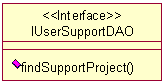 <<Interface>>
IUserSupportDAO
findSupportProject()